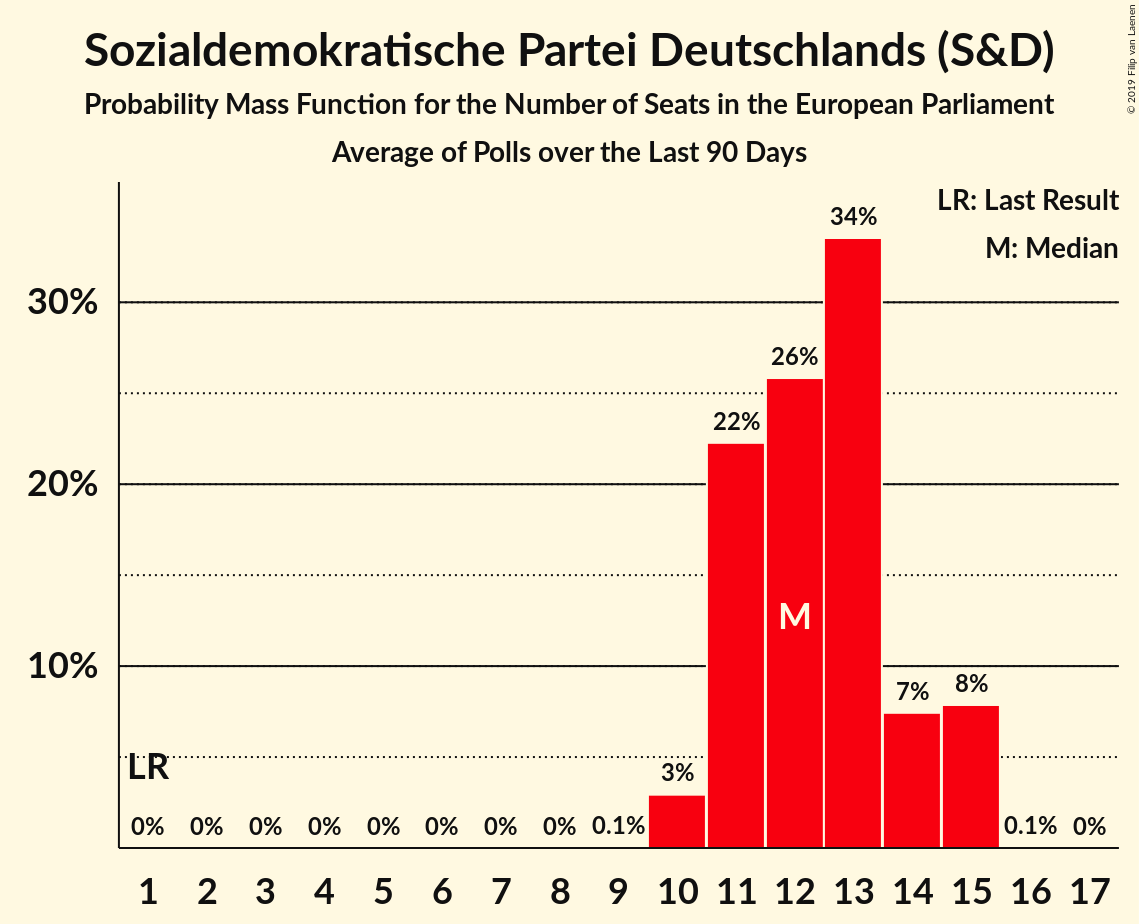 Sozialdemokratische Partei Deutschlands (S&D)
Probability Mass Function for the Number of Seats in the European Parliament
Average of Polls over the Last 90 Days
© 2019 Filip van Laenen
LR: Last Result
M: Median
34%
30%
26%
22%
20%
M
10%
7%
8%
LR
3%
0% 0% 0% 0% 0% 0% 0% 0% 0.1% 0.1% 0%
1 2 3 4 5 6 7 8 9 10 11 12 13 14 15 16 17